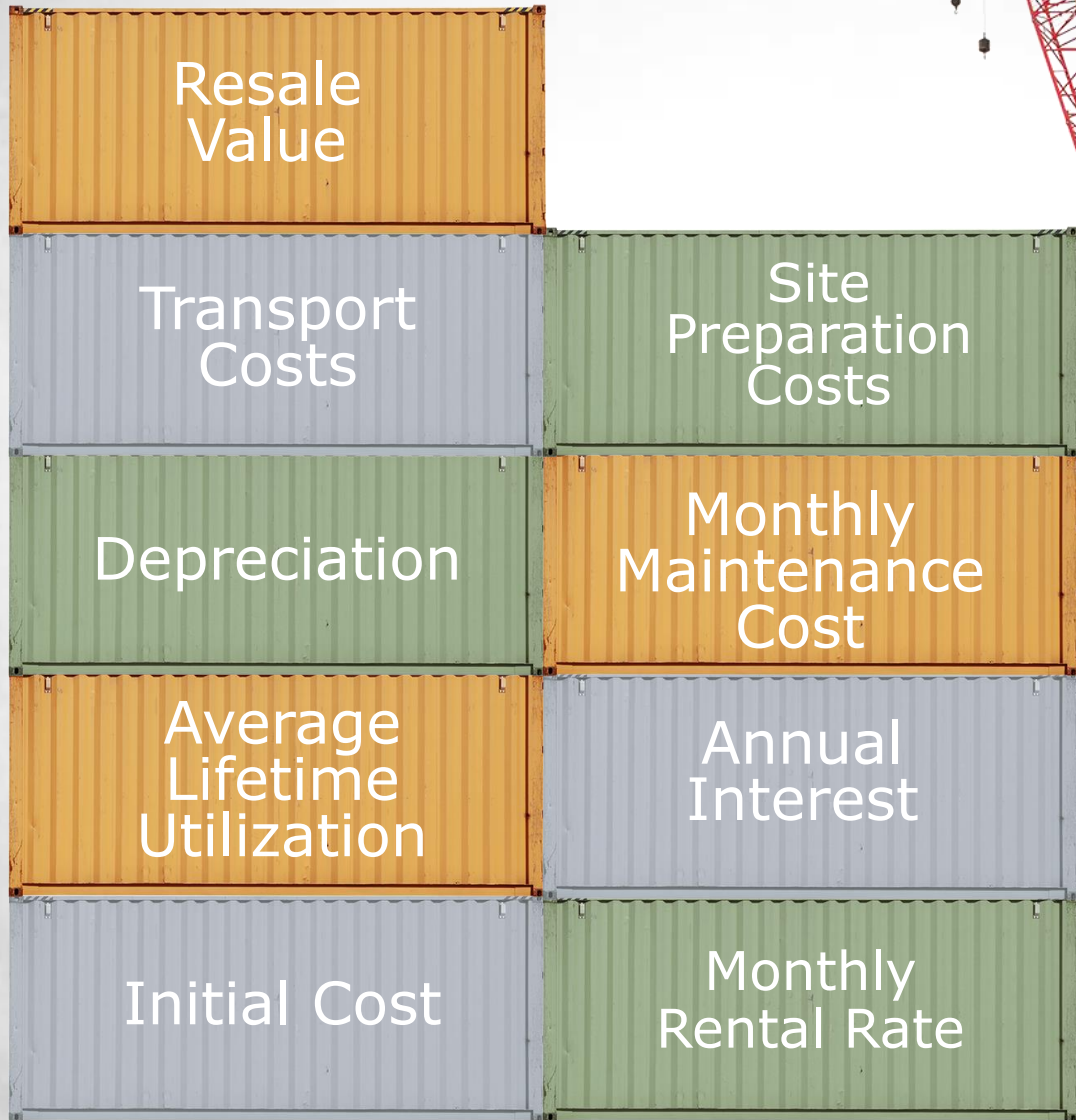 Resale
Value
Transport
Costs
Site
Preparation
Costs
Depreciation
Monthly
Maintenance
Cost
Average
Lifetime
Utilization
Annual
Interest
Initial Cost
Monthly
Rental Rate